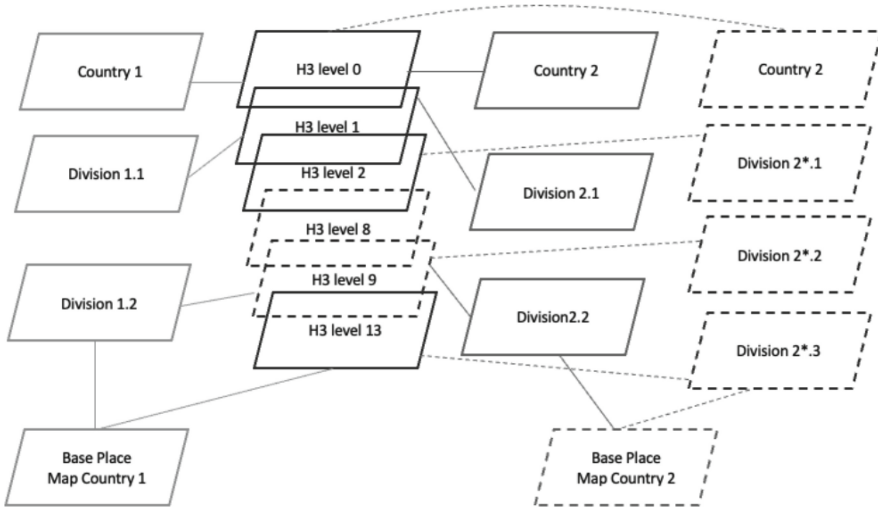 Country 1
H3 level 0
Country 2
Country 2
H3 level 1
Division 1.1
H3 level 2
Division 2.1
Division 2*.1
H3 level 8
Division 2*.2
H3 level 9
Division 1.2
Division2.2
H3 level 13
Division 2*.3
Base Place
Map Country 1
Base Place
Map Country 2